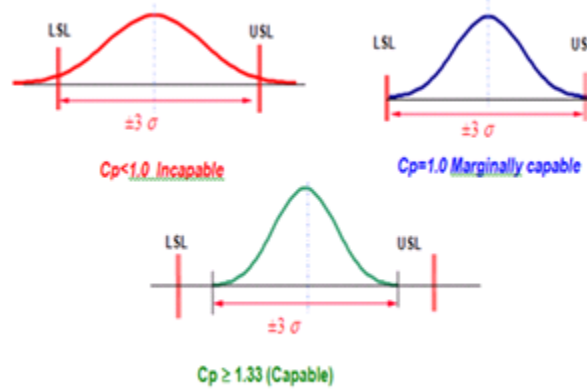 LSL USL
±3 σ
Cp<1.0 Incapable
LSL US
±3 σ
Cp=1.0 Marginally capable
LSL USL
±3 σ
Cp ≥ 1.33 (Capable)